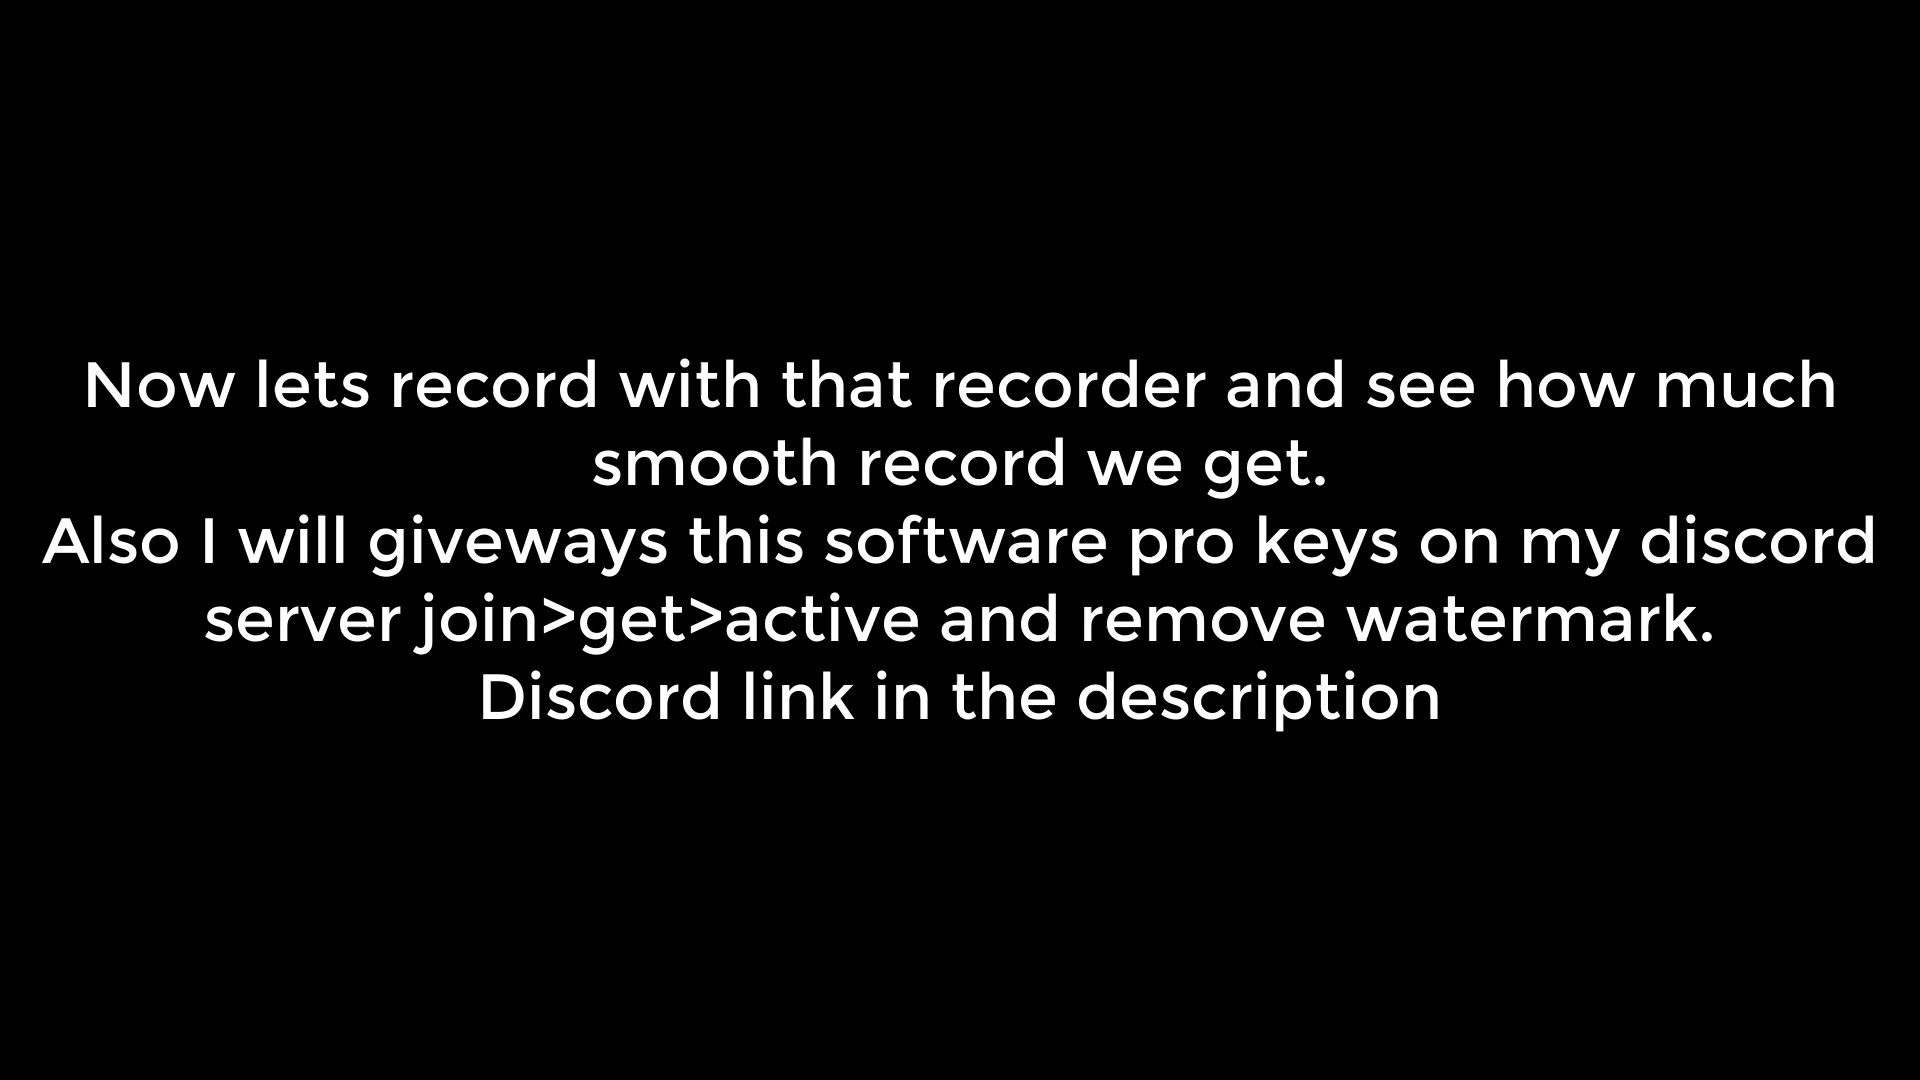 Now lets record with that recorder and see how much
smooth record we get.
Also I will giveways this software pro keys on my discord
server join>get>active and remove watermark.
Discord link in the description